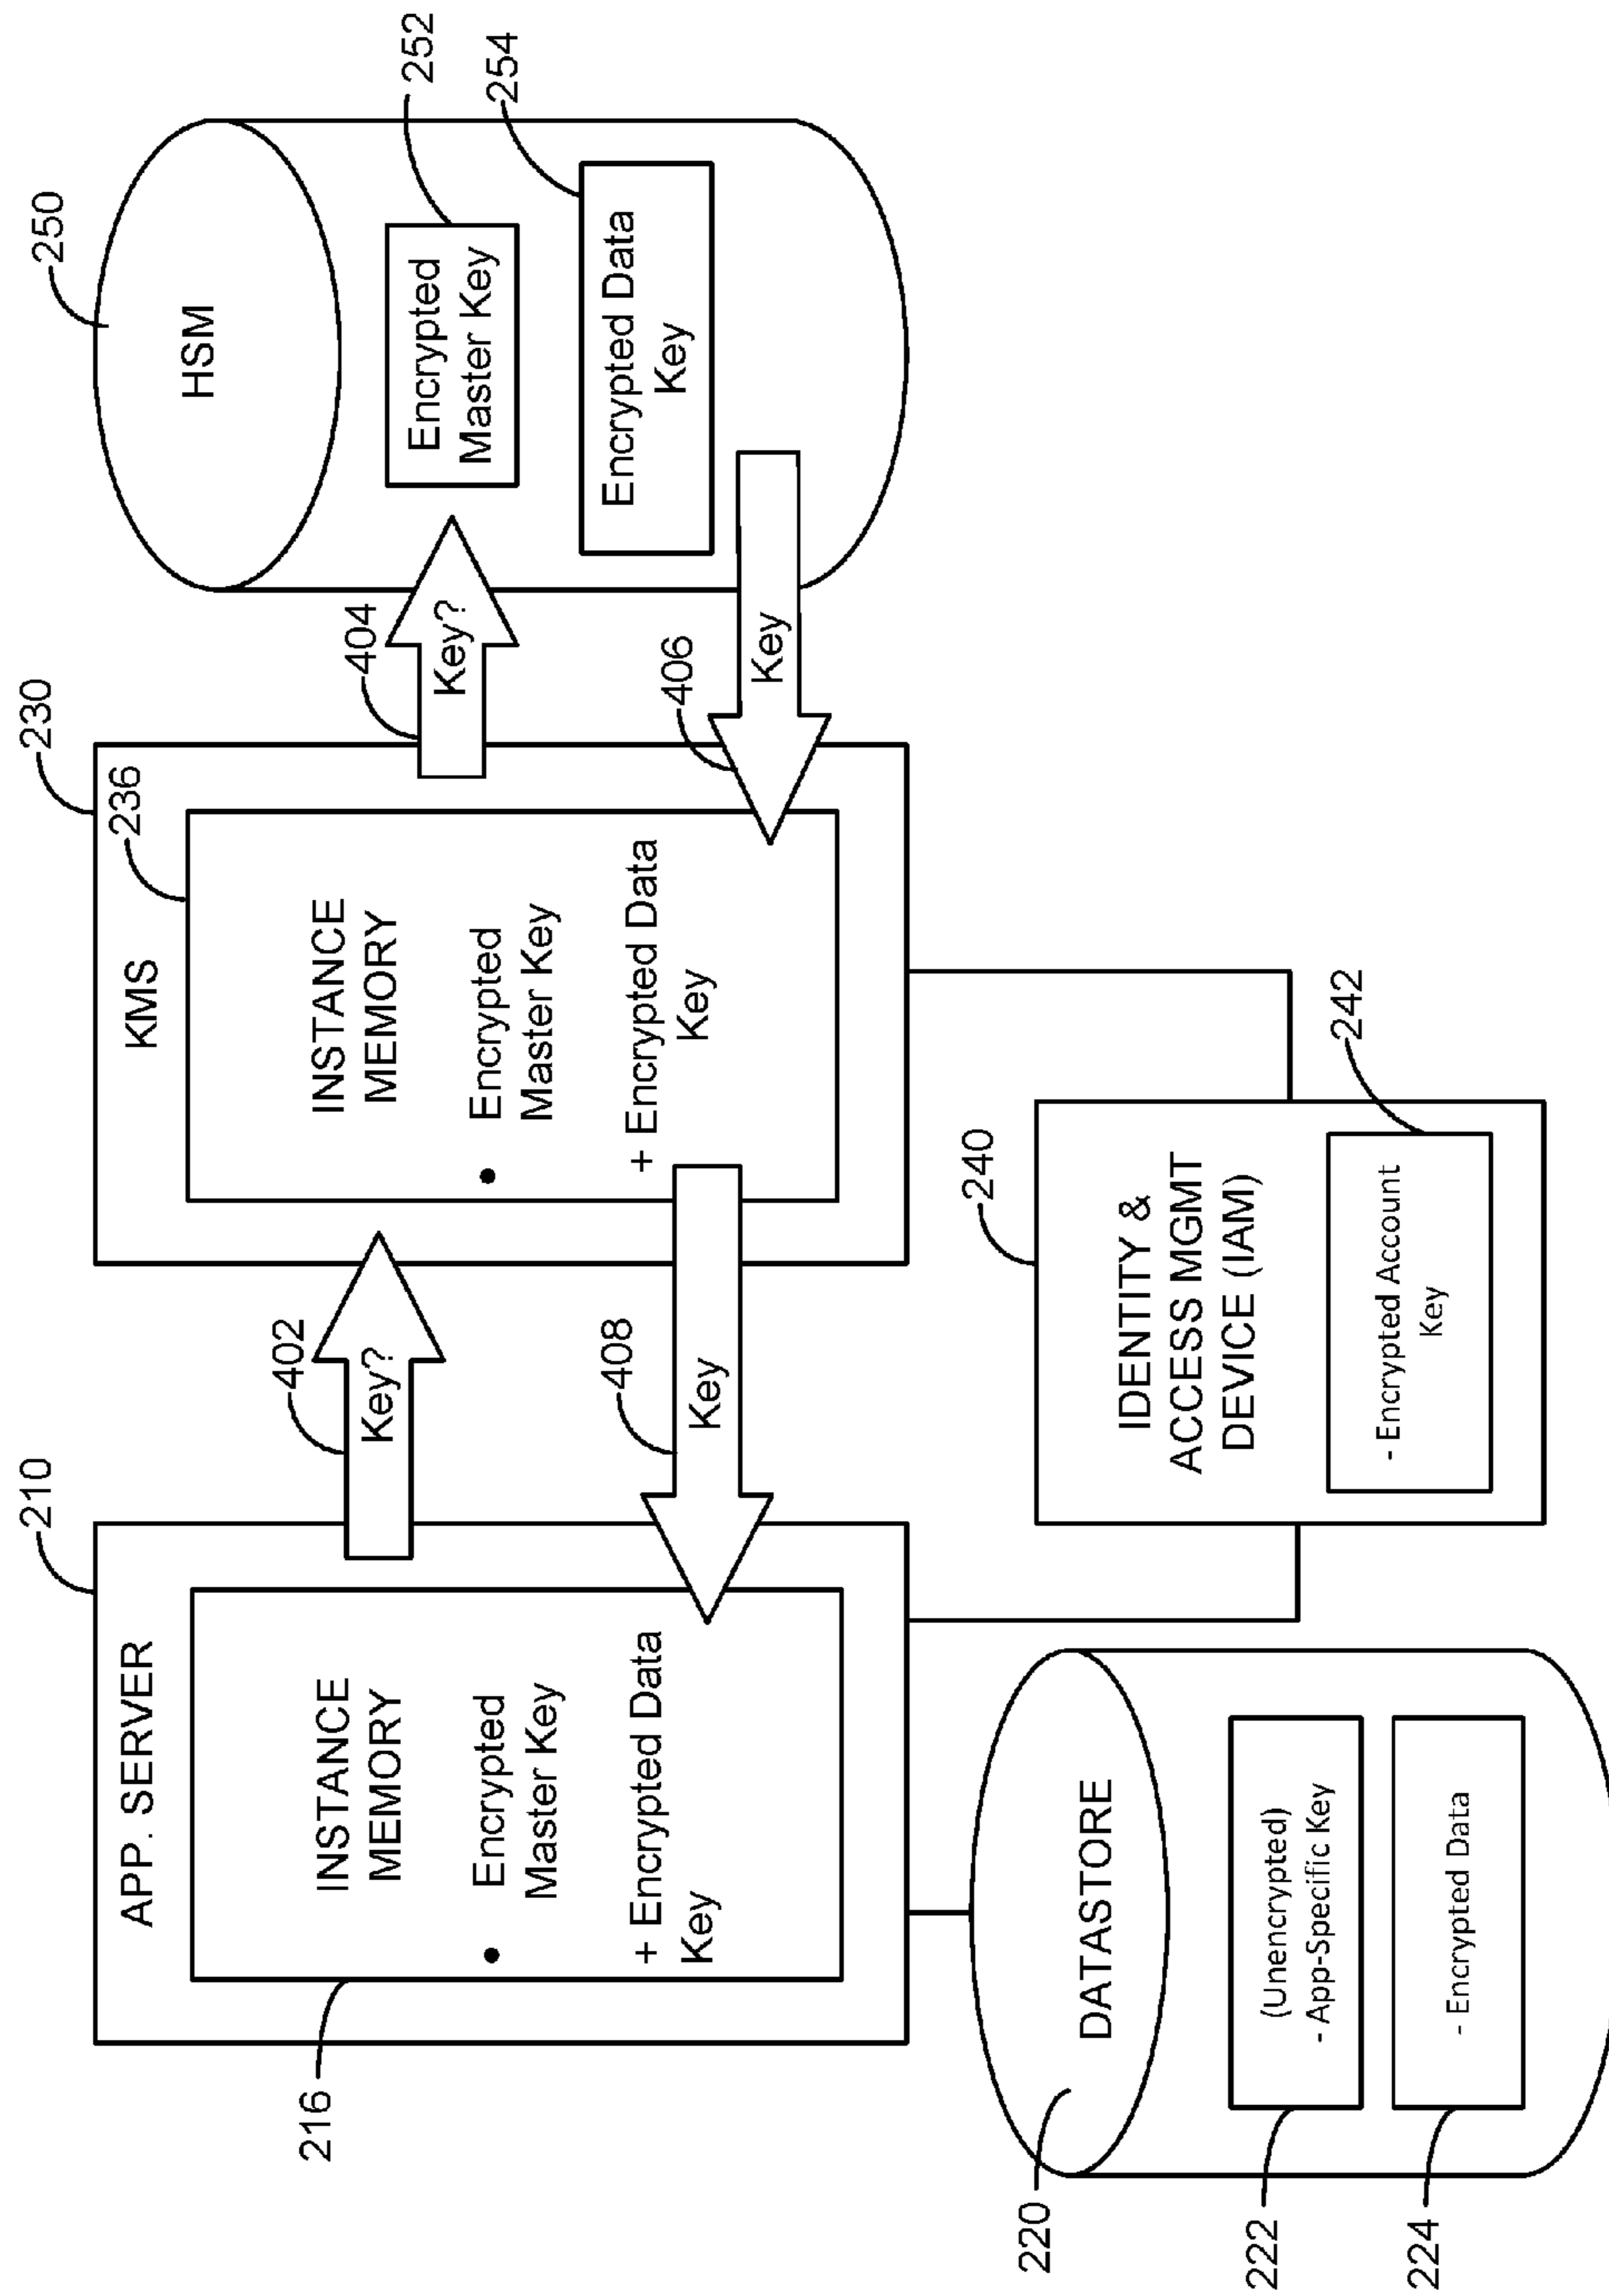 210
APP. SERVER
INSTANCE
MEMORY
• Encrypted
Master Key
+ Encrypted Data
Key
216
402
Key?
408
Key
230
KMS
236
INSTANCE
MEMORY
• Encrypted
Master Key
+ Encrypted Data
Key
404
Key?
406
Key
250
HSM
Encrypted
Master Key
252
Encrypted Data
Key
254
220
DATASTORE
(Unencrypted)
- App-Specific Key
222
- Encrypted Data
224
240
IDENTITY &
ACCESS MGMT
DEVICE (IAM)
- Encrypted Account
Key
242